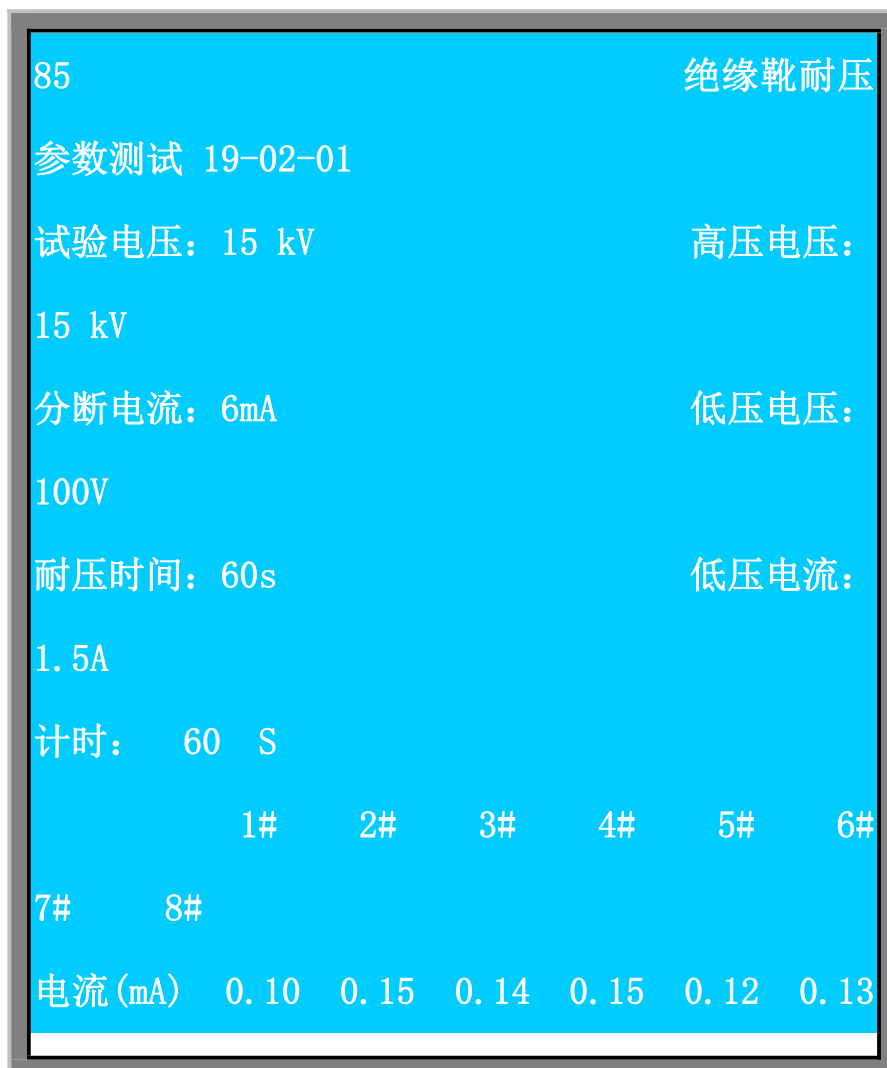 85 绝缘靴耐压
参数测试 19-02-01
试验电压：15 kV 高压电压：
15 kV
分断电流：6mA 低压电压：
100V
耐压时间：60s 低压电流：
1.5A
计时： 60 S
1# 2# 3# 4# 5# 6#
7# 8#
电流(mA) 0.10 0.15 0.14 0.15 0.12 0.13